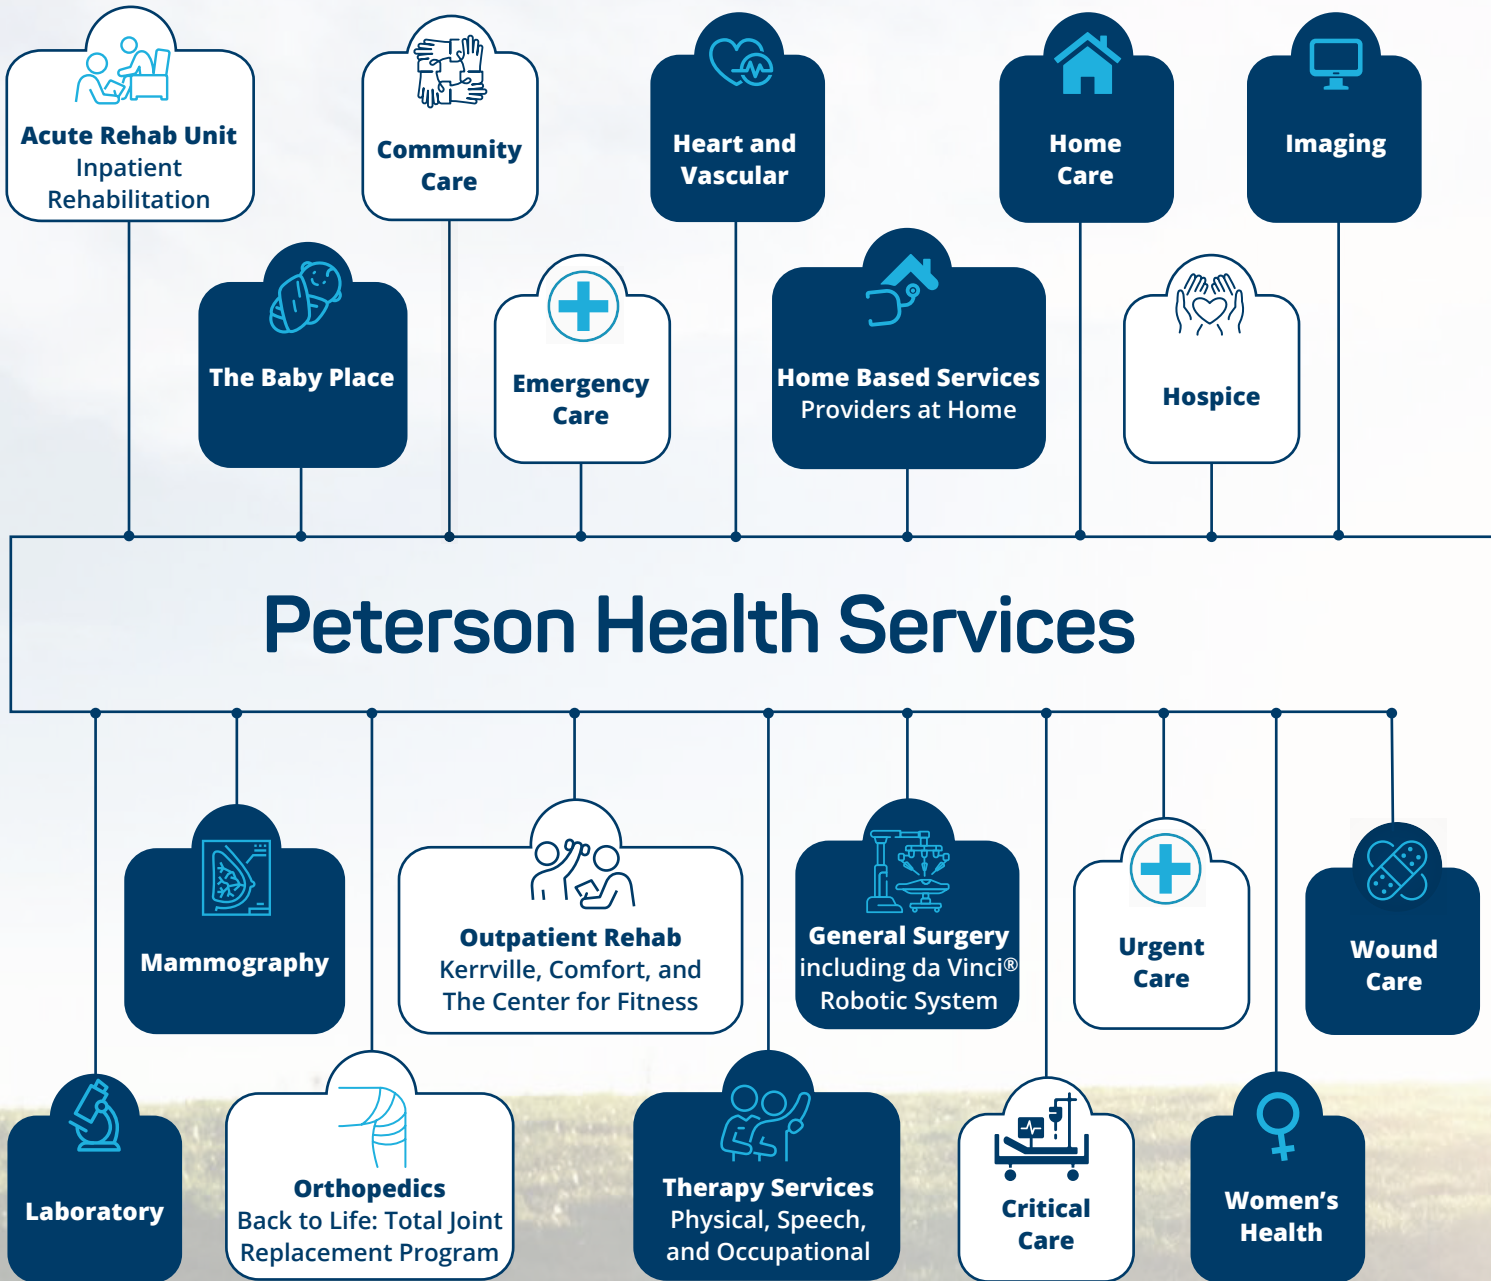 Acute Rehab Unit
Inpatient
Rehabilitation
Community
Care
Heart and
Vascular
Home
Care
Imaging
The Baby Place
Emergency
Care
Home Based Services
Providers at Home
Hospice
Peterson Health Services
Mammography
Outpatient Rehab
Kerrville, Comfort, and
The Center for Fitness
General Surgery
including da Vinci®
Robotic System
Urgent
Care
Wound
Care
Laboratory
Orthopedics
Back to Life: Total Joint
Replacement Program
Therapy Services
Physical, Speech,
and Occupational
Critical
Care
Women’s
Health